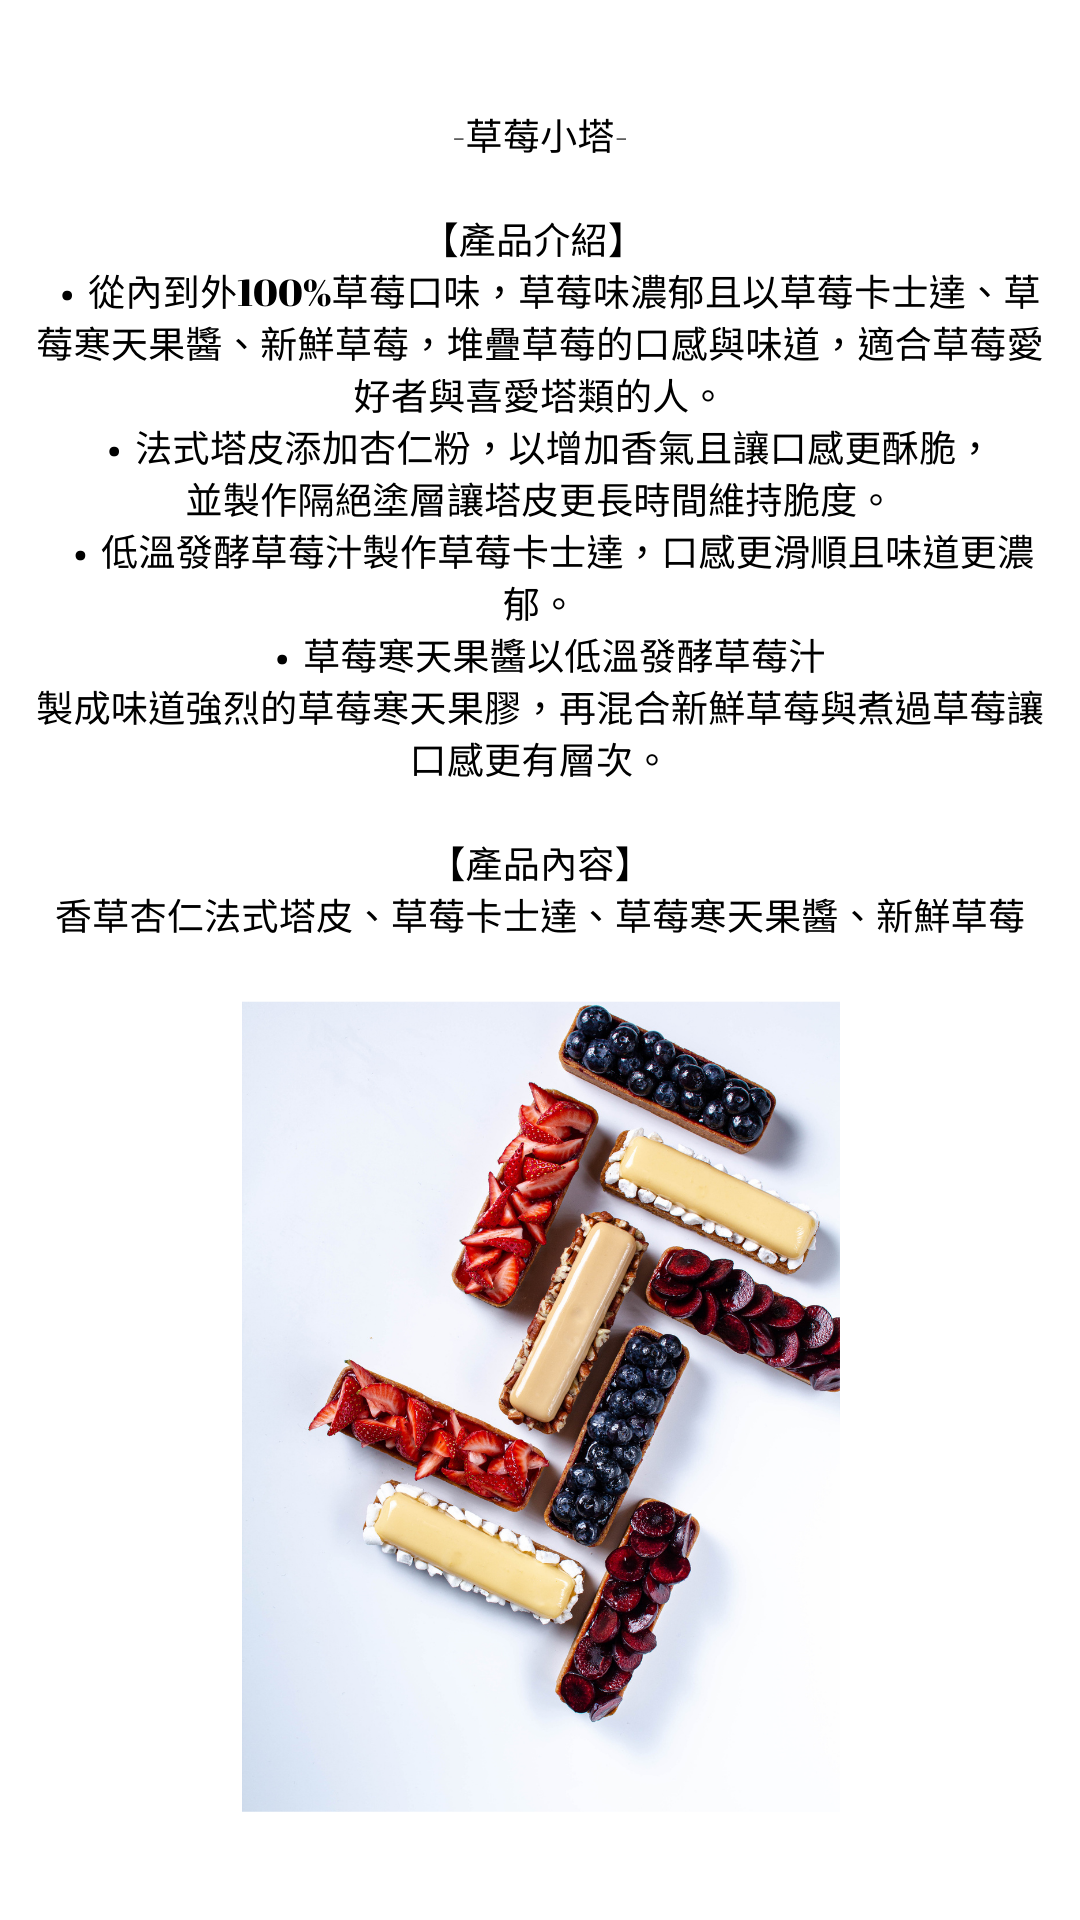 -草莓小塔-
【產品介紹】
• 從內到外100%草莓口味，草莓味濃郁且以草莓卡士達、草
莓寒天果醬、新鮮草莓，堆疊草莓的口感與味道，適合草莓愛
好者與喜愛塔類的人。
• 法式塔皮添加杏仁粉，以增加香氣且讓口感更酥脆，
並製作隔絕塗層讓塔皮更長時間維持脆度。
• 低溫發酵草莓汁製作草莓卡士達，口感更滑順且味道更濃
郁。
• 草莓寒天果醬以低溫發酵草莓汁
製成味道強烈的草莓寒天果膠，再混合新鮮草莓與煮過草莓讓
口感更有層次。
【產品內容】
香草杏仁法式塔皮、草莓卡士達、草莓寒天果醬、新鮮草莓